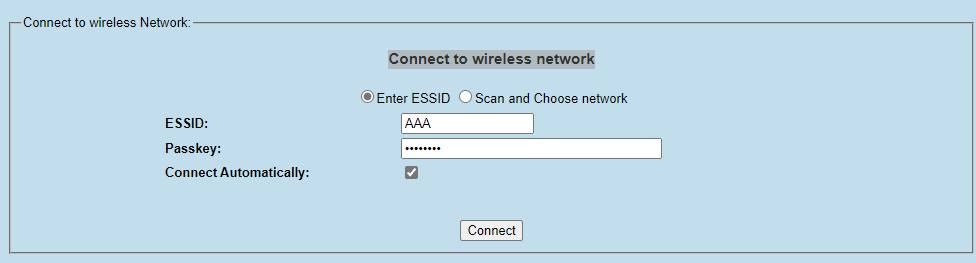 Connect to wireless Network:
Connect to wireless network
Enter ESSID Scan and Choose network
ESSID: AAA
Passkey: ••••••••
Connect Automatically:
Connect